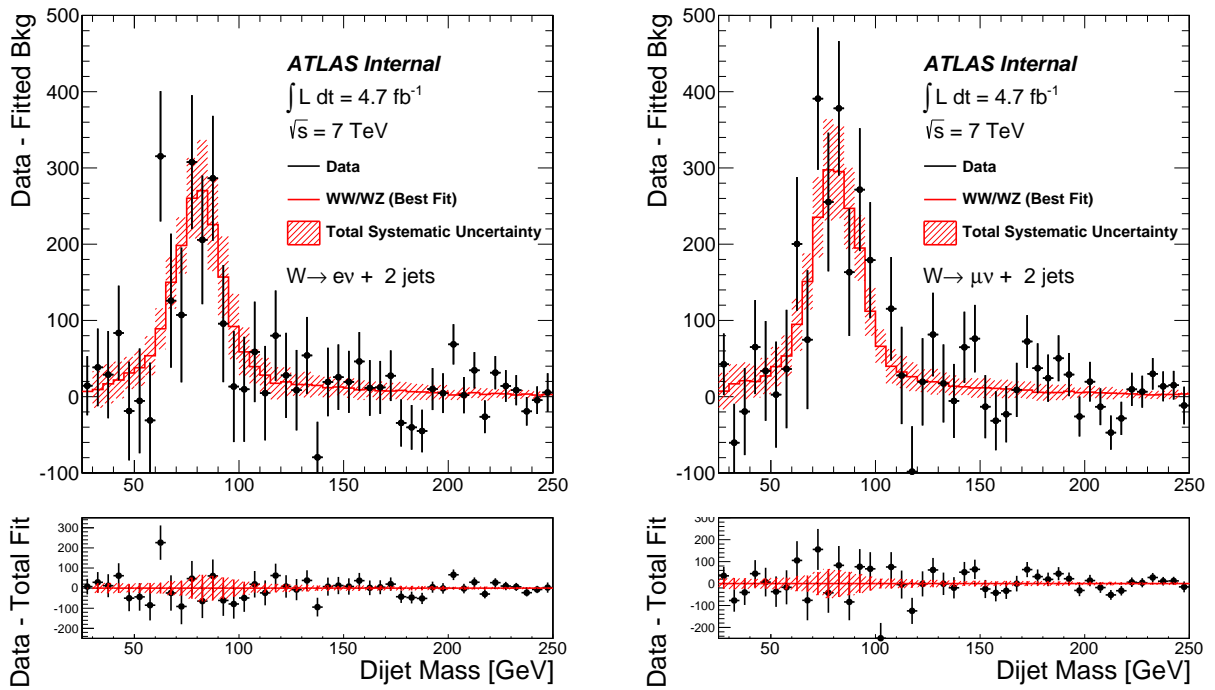 Data - Fitted Bkg
500
400
300
200
100
0
-100
ATLAS Internal
∫ L dt = 4.7 fb⁻¹
√s = 7 TeV
Data
WW/WZ (Best Fit)
Total Systematic Uncertainty
W→ eν + 2 jets
50 100 150 200 250
Data - Total Fit
300
200
100
0
-100
-200
50 100 150 200 250
Dijet Mass [GeV]
Data - Fitted Bkg
500
400
300
200
100
0
-100
ATLAS Internal
∫ L dt = 4.7 fb⁻¹
√s = 7 TeV
Data
WW/WZ (Best Fit)
Total Systematic Uncertainty
W→ μν + 2 jets
50 100 150 200 250
Data - Total Fit
300
200
100
0
-100
-200
50 100 150 200 250
Dijet Mass [GeV]